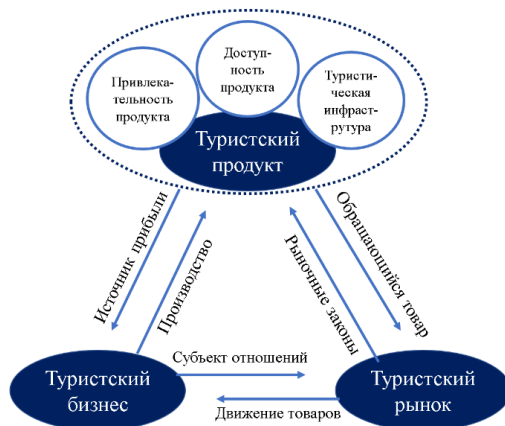 Привлека-
тельность
продукта
Доступ-
ность
продукта
Туристи-
ческая
инфраст-
рутура
Туристский
продукт
Источник прибыли
Производство
Рыночные законы
Обращающийся товар
Субъект отношений
Движение товаров
Туристский
бизнес
Туристский
рынок